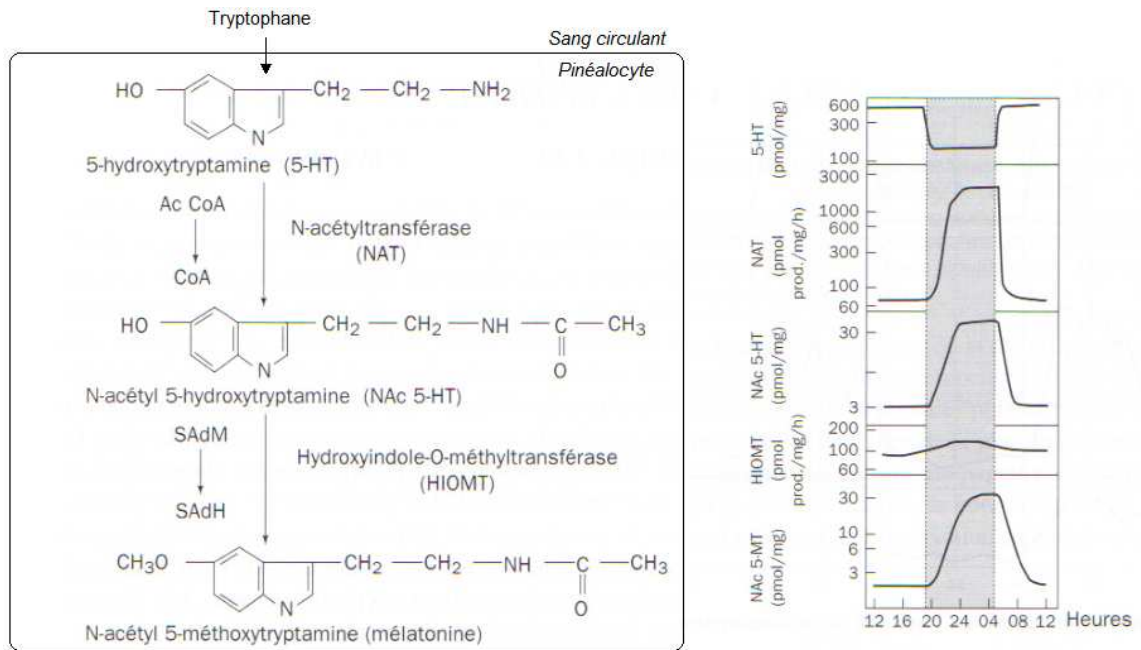 Tryptophane
Sang circulant
Pinéalocyte
HO
CH2
CH2
NH2
N
5-hydroxytryptamine (5-HT)
Ac CoA
N-acétyltransférase
(NAT)
CoA
HO
CH2
CH2
NH
C
CH3
O
N
N-acétyl 5-hydroxytryptamine (NAc 5-HT)
SAdM
Hydroxyindole-O-méthyltransférase
(HIOMT)
SAdH
CH3O
CH2
CH2
NH
C
CH3
O
N
N-acétyl 5-méthoxytryptamine (mélatonine)
5-HT
(pmol/mg)
600
300
100
NAT
(pmol
prod./mg/h)
3000
1000
600
300
100
60
NAc 5-HT
(pmol/mg)
30
3
HIOMT
(pmol
prod./mg/h)
200
100
60
NAc 5-MT
(pmol/mg)
30
10
6
3
12 16 20 24 04 08 12 Heures